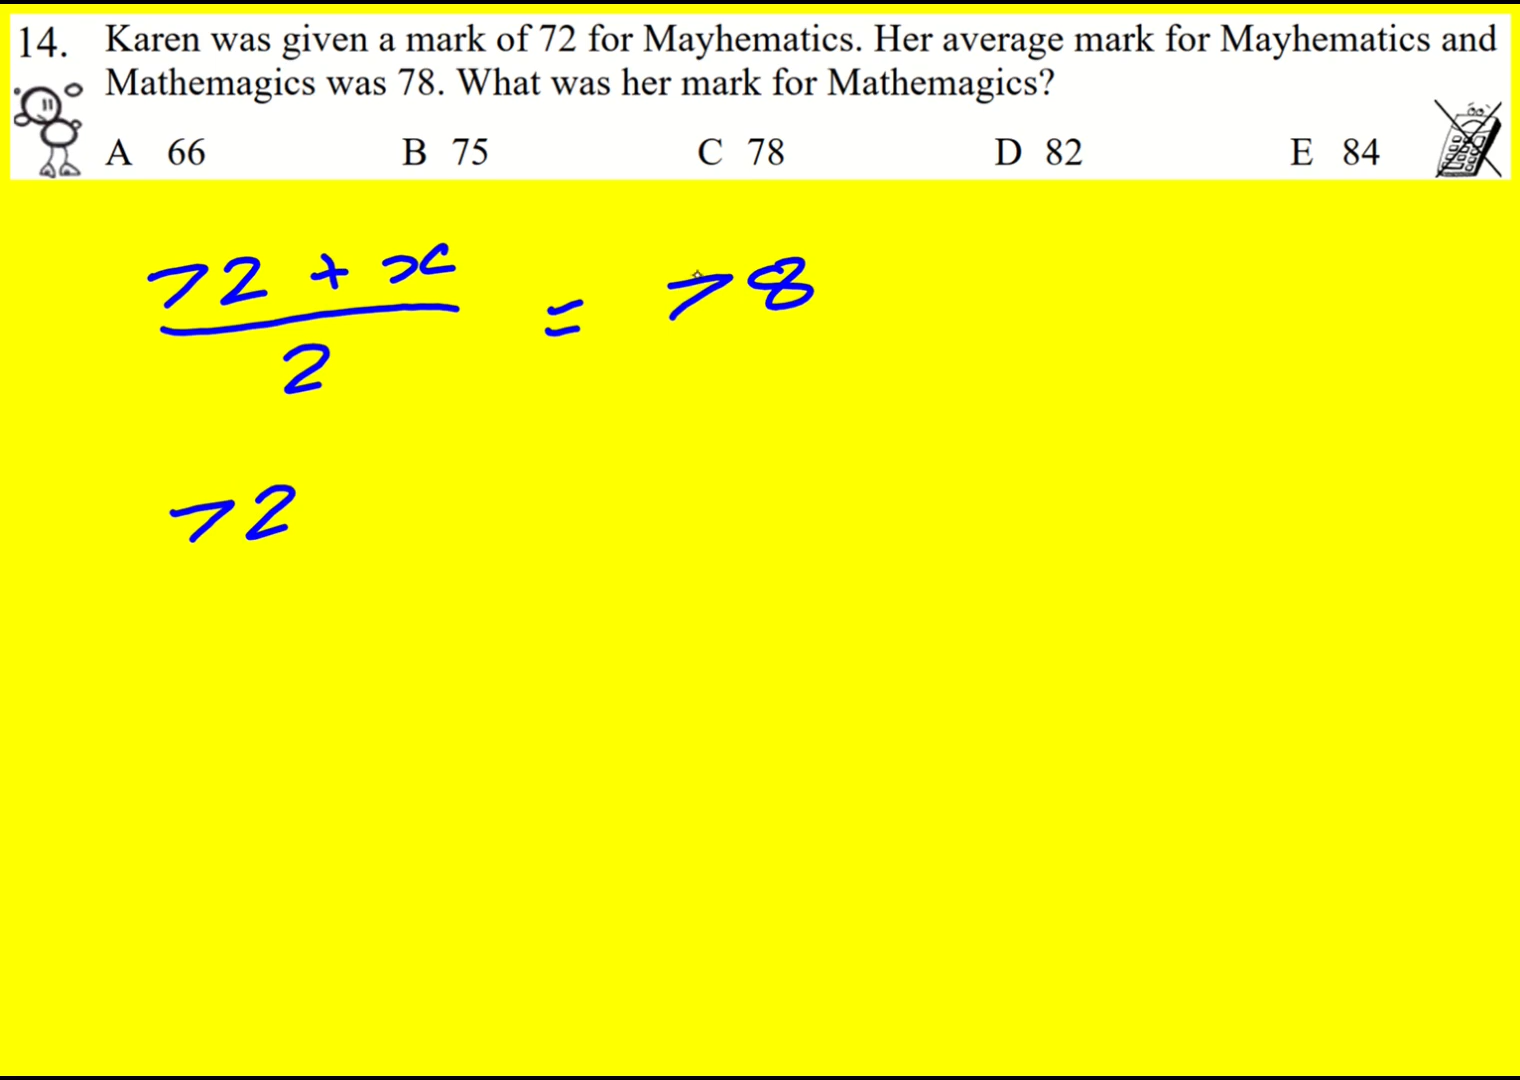 14. Karen was given a mark of 72 for Mayhematics. Her average mark for Mayhematics and
Mathemagics was 78. What was her mark for Mathemagics?
A 66 B 75 C 78 D 82 E 84
72 + x
= 78
2
72